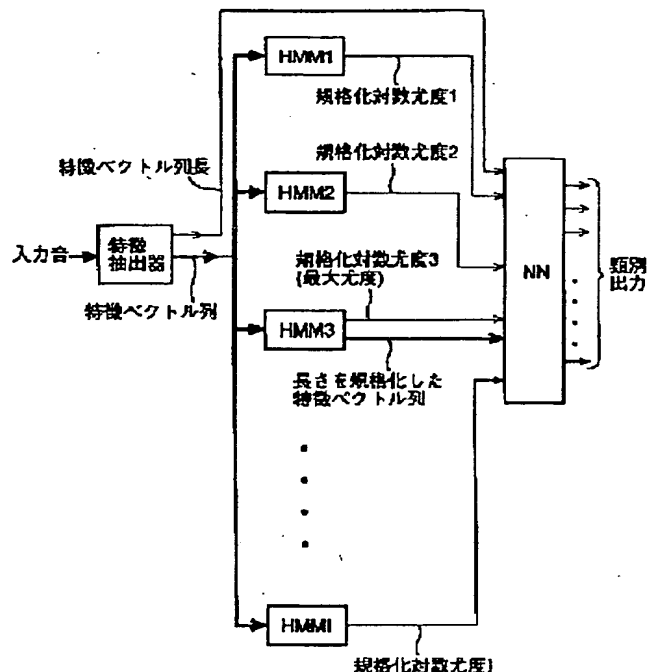 HMM1
規格化対数尤度1
特徴ベクトル列長
規格化対数尤度2
HMM2
入力音
特徴
抽出器
特徴ベクトル列
規格化対数尤度3
(最大尤度)
HMM3
長さを規格化した
特徴ベクトル列
NN
類別
出力
HMMI
規格化対数尤度I